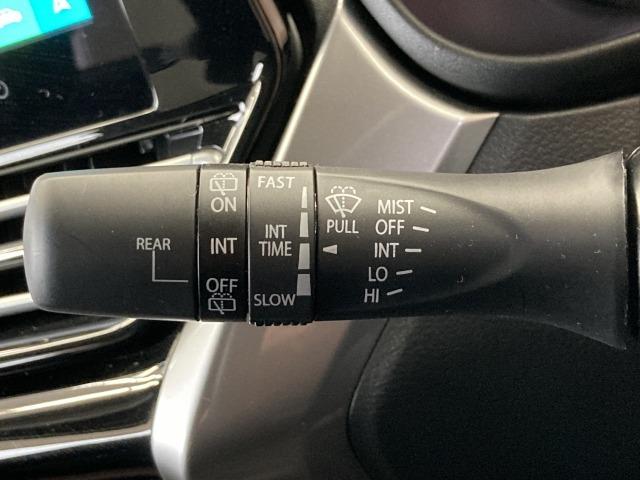 REAR
ON
INT
OFF
FAST
INT
TIME
SLOW
PULL
MIST
OFF
INT
LO
HI
A